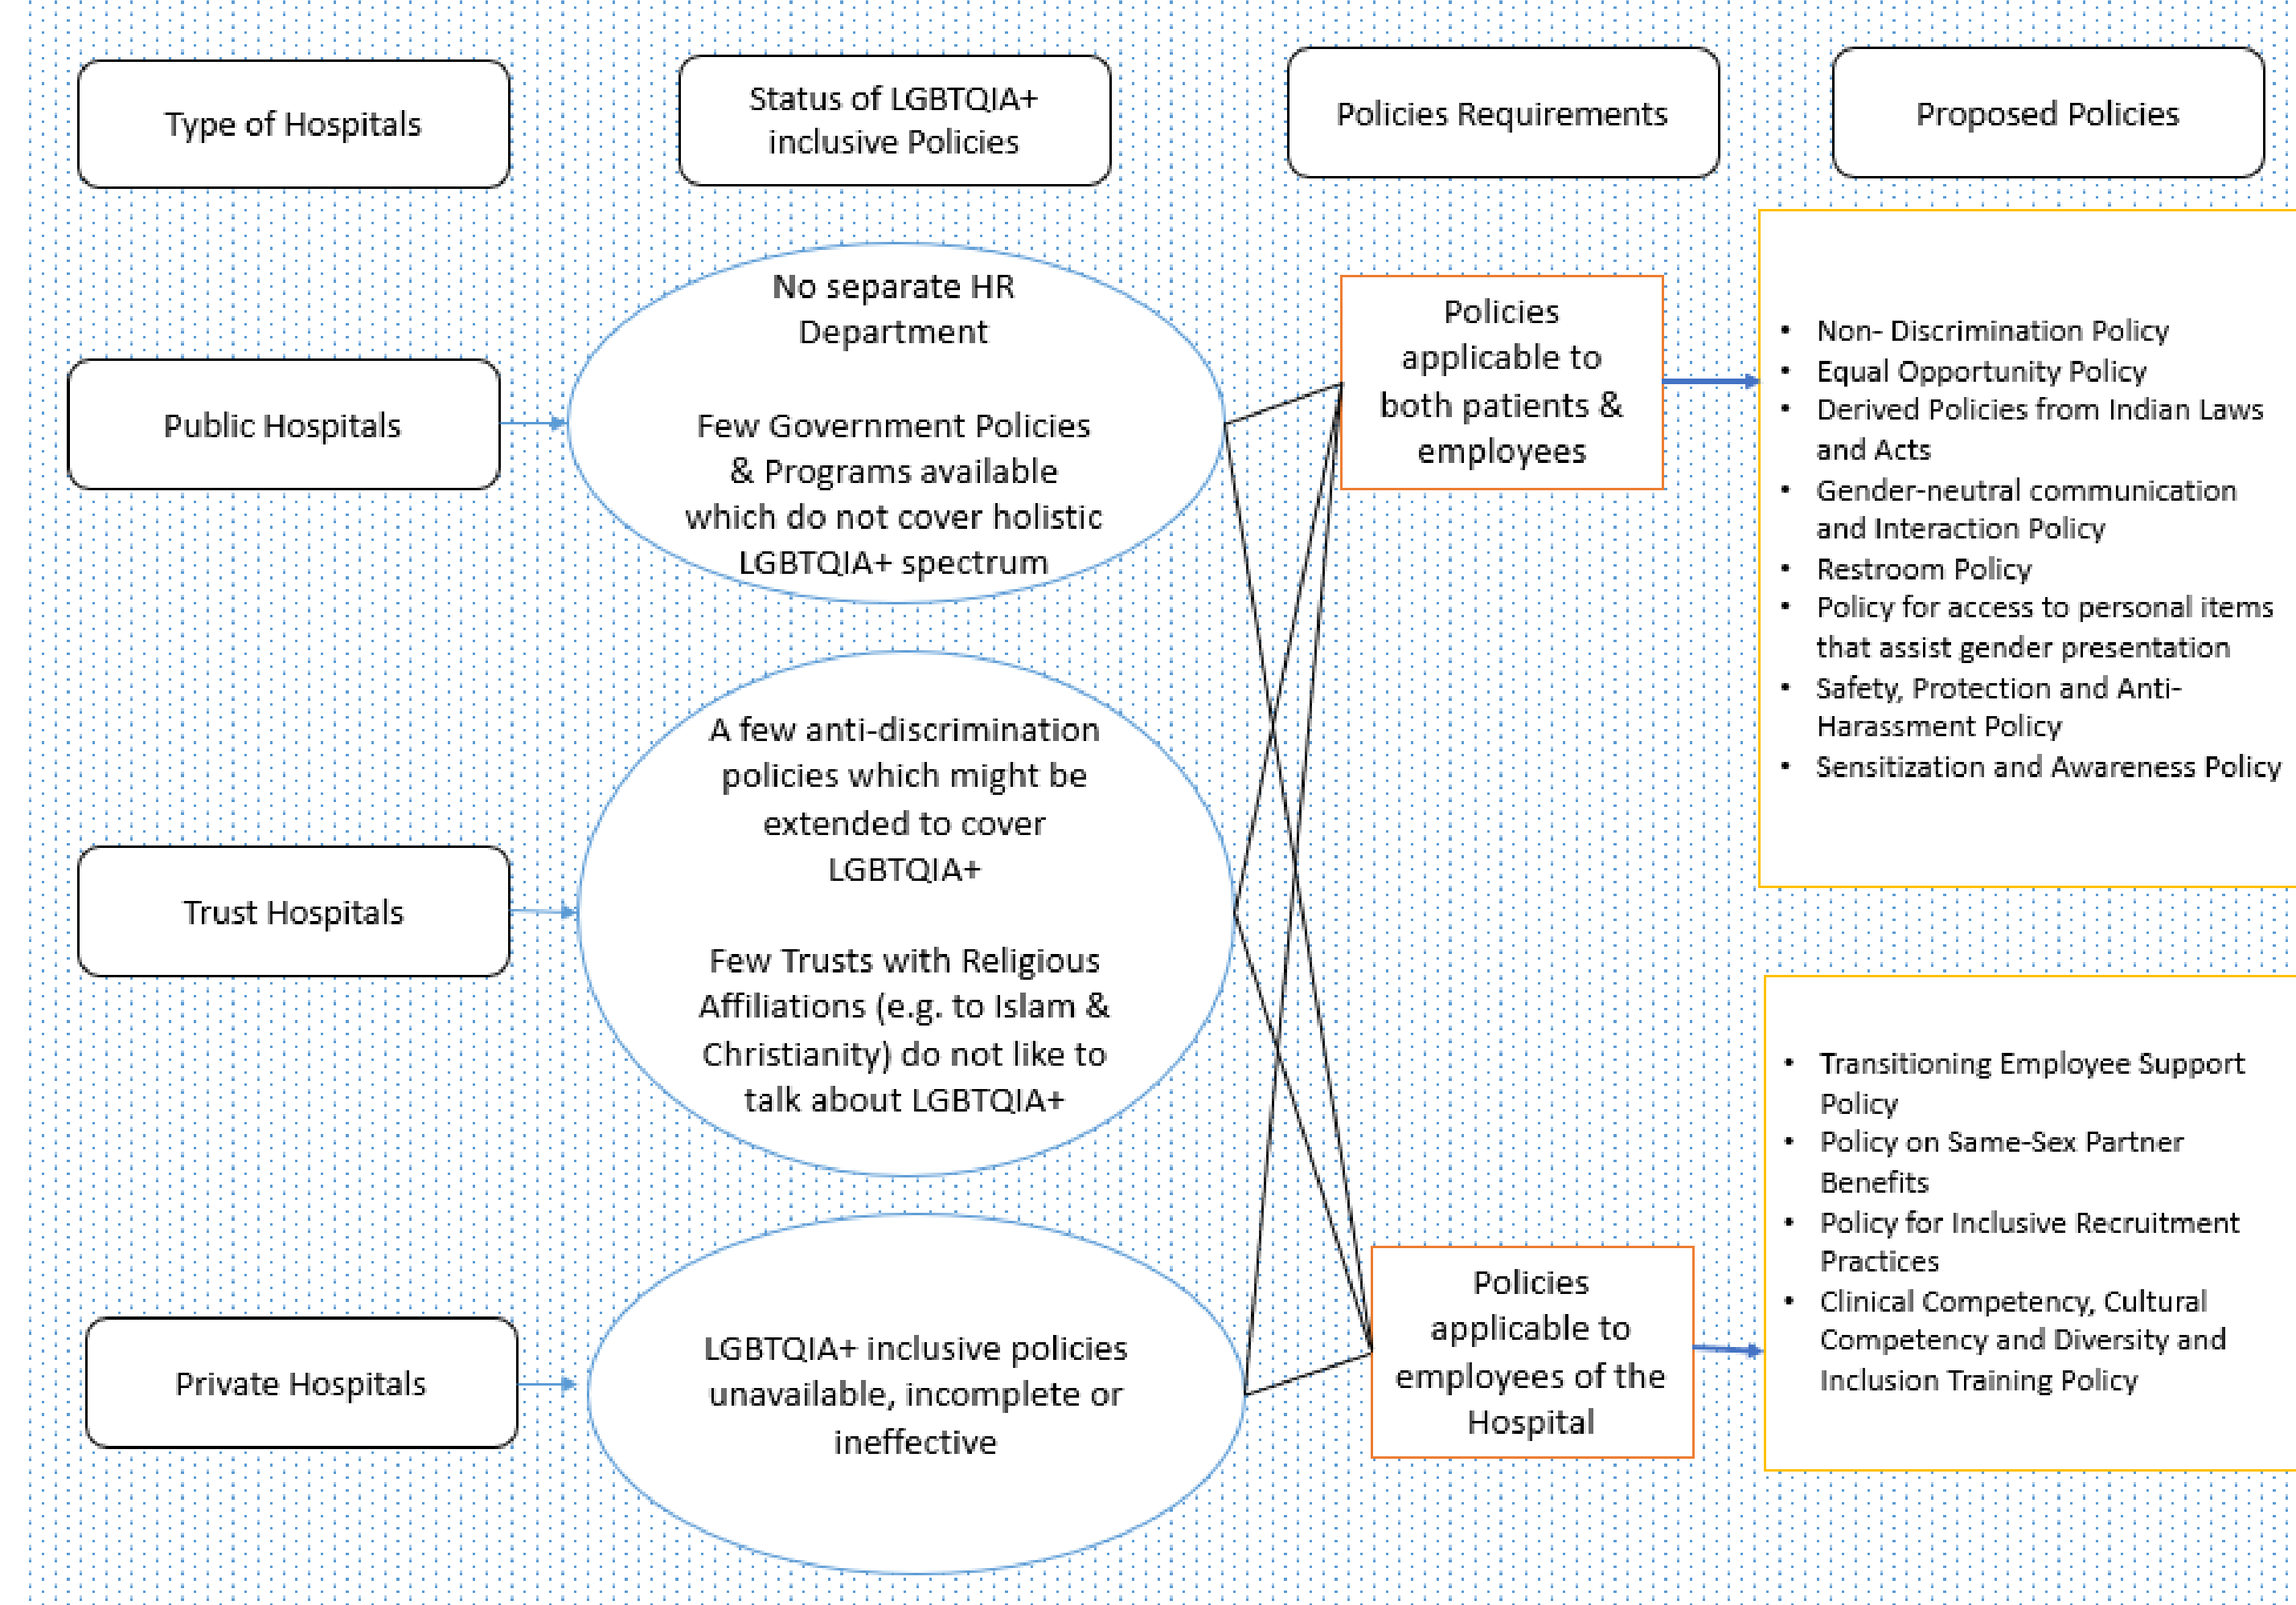 Type of Hospitals
Status of LGBTQIA+
inclusive Policies
Policies Requirements
Proposed Policies
Public Hospitals
No separate HR
Department
Few Government Policies
& Programs available
which do not cover holistic
LGBTQIA+ spectrum
Policies
applicable to
both patients &
employees
• Non- Discrimination Policy
• Equal Opportunity Policy
• Derived Policies from Indian Laws
and Acts
• Gender-neutral communication
and Interaction Policy
• Restroom Policy
• Policy for access to personal items
that assist gender presentation
• Safety, Protection and Anti-
Harassment Policy
• Sensitization and Awareness Policy
Trust Hospitals
A few anti-discrimination
policies which might be
extended to cover
LGBTQIA+
Few Trusts with Religious
Affiliations (e.g. to Islam &
Christianity) do not like to
talk about LGBTQIA+
Private Hospitals
LGBTQIA+ inclusive policies
unavailable, incomplete or
ineffective
Policies
applicable to
employees of the
Hospital
• Transitioning Employee Support
Policy
• Policy on Same-Sex Partner
Benefits
• Policy for Inclusive Recruitment
Practices
• Clinical Competency, Cultural
Competency and Diversity and
Inclusion Training Policy